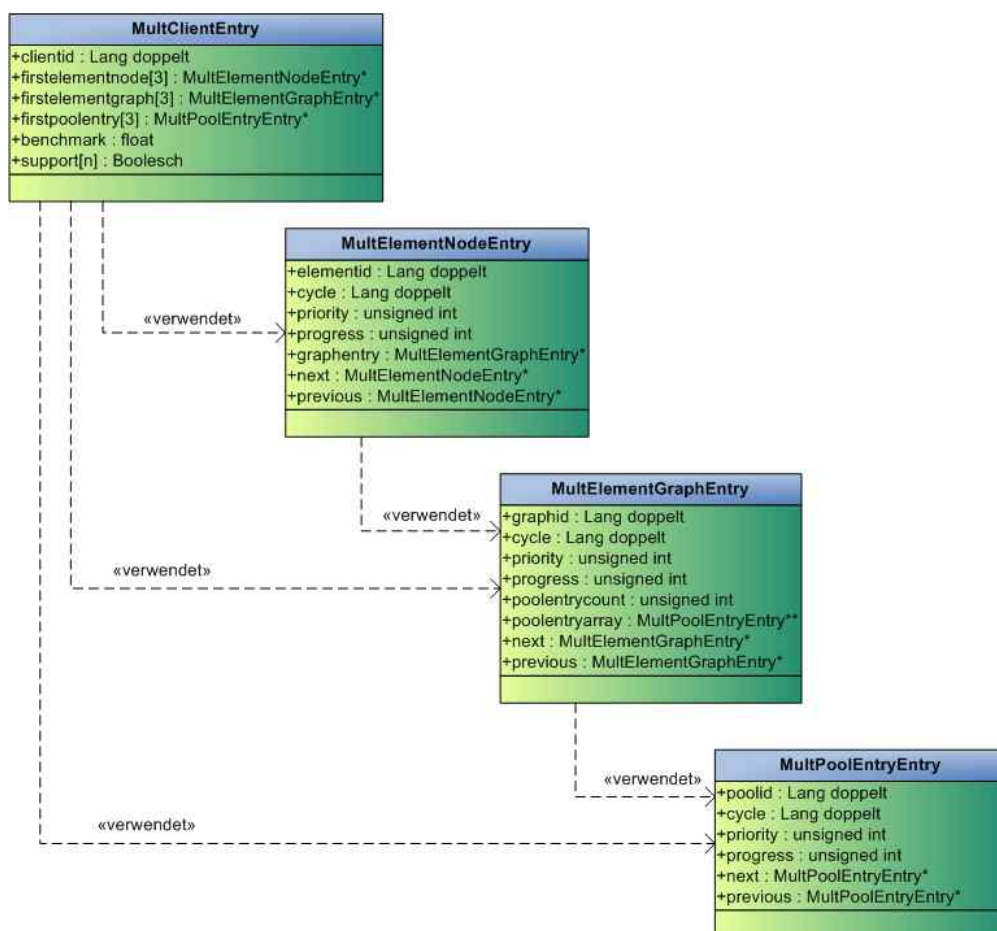 MultClientEntry
+clientid : Lang doppelt
+firstelementnode[3] : MultElementNodeEntry*
+firstelementgraph[3] : MultElementGraphEntry*
+firstpoolentry[3] : MultPoolEntryEntry*
+benchmark : float
+support[n] : Boolesch
MultElementNodeEntry
+elementid : Lang doppelt
+cycle : Lang doppelt
+priority : unsigned int
+progress : unsigned int
+graphentry : MultElementGraphEntry*
+next : MultElementNodeEntry*
+previous : MultElementNodeEntry*
«verwendet»
MultElementGraphEntry
+graphid : Lang doppelt
+cycle : Lang doppelt
+priority : unsigned int
+progress : unsigned int
+poolentrycount : unsigned int
+poolentryarray : MultPoolEntryEntry**
+next : MultElementGraphEntry*
+previous : MultElementGraphEntry*
«verwendet»
«verwendet»
MultPoolEntryEntry
+poolid : Lang doppelt
+cycle : Lang doppelt
+priority : unsigned int
+progress : unsigned int
+next : MultPoolEntryEntry*
+previous : MultPoolEntryEntry*
«verwendet»
«verwendet»